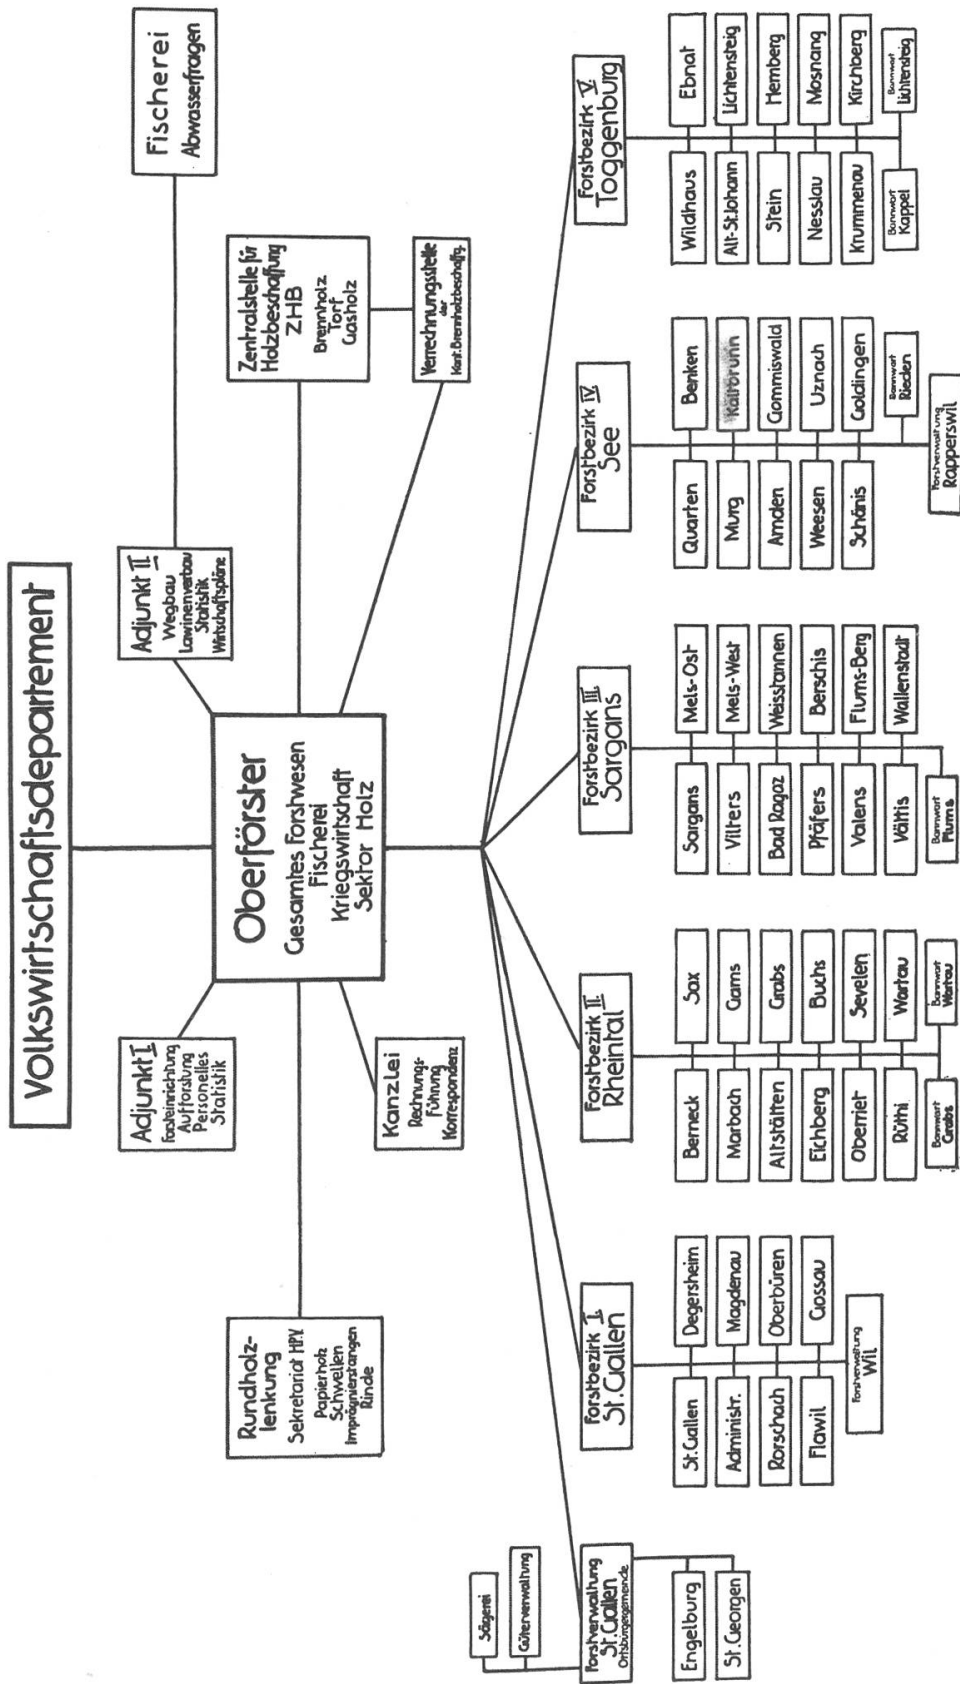 Volkswirtschaftsdepartement
Oberförster
Gesamtes Forstwesen
Fischerei
Kriegswirtschaft
Sektor Holz
Adjunkt I
Forsteinrichtung
Aufforstung
Personelles
Statistik
Adjunkt II
Wegbau
Lawinenverbau
Statistik
Wirtschaftspläne
Fischerei
Abwasserfragen
Rundholz-
lenkung
Sekretariat HPV.
Papierholz
Schwellen
Imprägnierstangen
Rinde
Kanzlei
Rechnungs-
führung
Korrespondenz
Zentralstelle für
Holzbeschaffung
ZHB
Brennholz
Torf
Gasholz
Verrechnungsstelle
der
Kant. Brennholzbeschaffg.
Sägerei
Güterverwaltung
Forstverwaltung
St. Gallen
Ortsbürgergemeinde
Engelburg
St. Georgen
Forstbezirk I
St. Gallen
St. Gallen
Degersheim
Administr.
Magdenau
Rorschach
Oberbüren
Flawil
Gossau
Forstverwaltung
Wil
Forstbezirk II
Rheintal
Berneck
Sax
Marbach
Gams
Altstätten
Grabs
Eichberg
Buchs
Oberriet
Sevelen
Rüthi
Wartau
Bannwart
Grabs
Bannwart
Wartau
Forstbezirk III
Sargans
Sargans
Mels-Ost
Vilters
Mels-West
Bad Ragaz
Weisstannen
Pfäfers
Berschis
Valens
Flums-Berg
Vättis
Wallenstadt
Bannwart
Flums
Forstbezirk IV
See
Quarten
Benken
Murg
Kaltbrunn
Amden
Gommiswald
Weesen
Uznach
Schänis
Goldingen
Bannwart
Rieden
Forstverwaltung
Rapperswil
Forstbezirk V
Toggenburg
Wildhaus
Ebnat
Alt-St.Johann
Lichtensteig
Stein
Hemberg
Nesslau
Mosnang
Krummenau
Kirchberg
Bannwart
Kappel
Bannwart
Lichtensteig